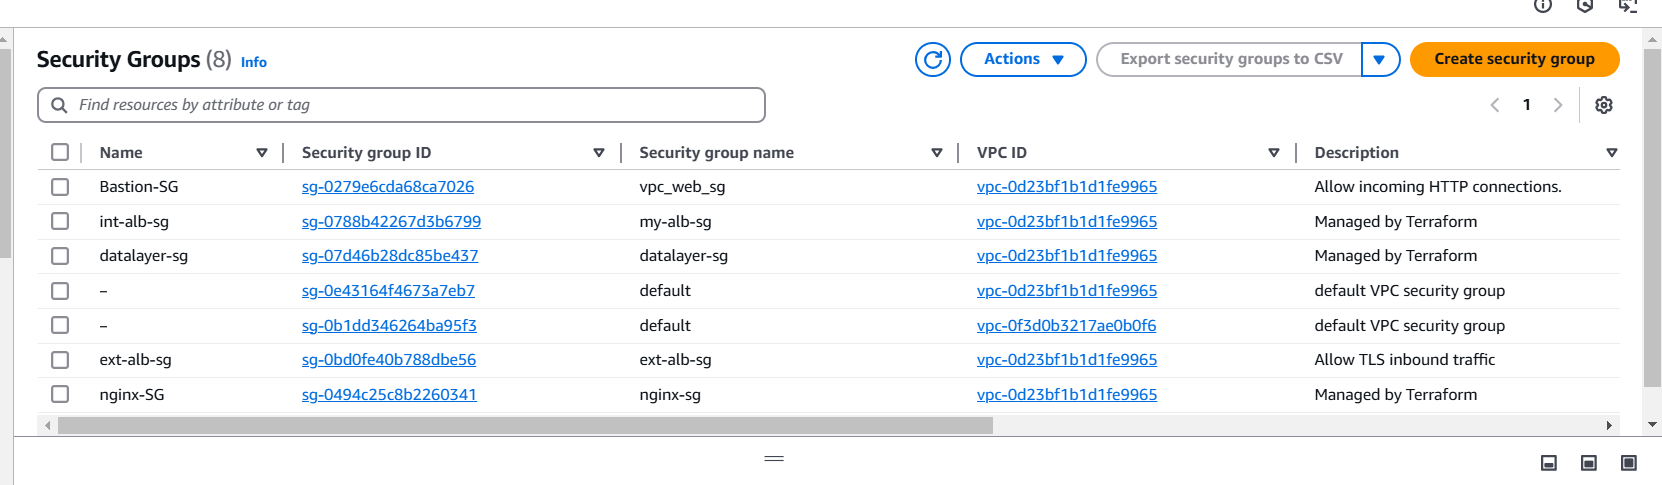 Security Groups (8) Info
Actions
Export security groups to CSV
Create security group
Find resources by attribute or tag
1
Name Security group ID Security group name VPC ID Description
Bastion-SG sg-0279e6cda68ca7026 vpc_web_sg vpc-0d23bf1b1d1fe9965 Allow incoming HTTP connections.
int-alb-sg sg-0788b42267d3b6799 my-alb-sg vpc-0d23bf1b1d1fe9965 Managed by Terraform
datalayer-sg sg-07d46b28dc85be437 datalayer-sg vpc-0d23bf1b1d1fe9965 Managed by Terraform
– sg-0e43164f4673a7eb7 default vpc-0d23bf1b1d1fe9965 default VPC security group
– sg-0b1dd346264ba95f3 default vpc-0f3d0b3217ae0b0f6 default VPC security group
ext-alb-sg sg-0bd0fe40b788dbe56 ext-alb-sg vpc-0d23bf1b1d1fe9965 Allow TLS inbound traffic
nginx-SG sg-0494c25c8b2260341 nginx-sg vpc-0d23bf1b1d1fe9965 Managed by Terraform